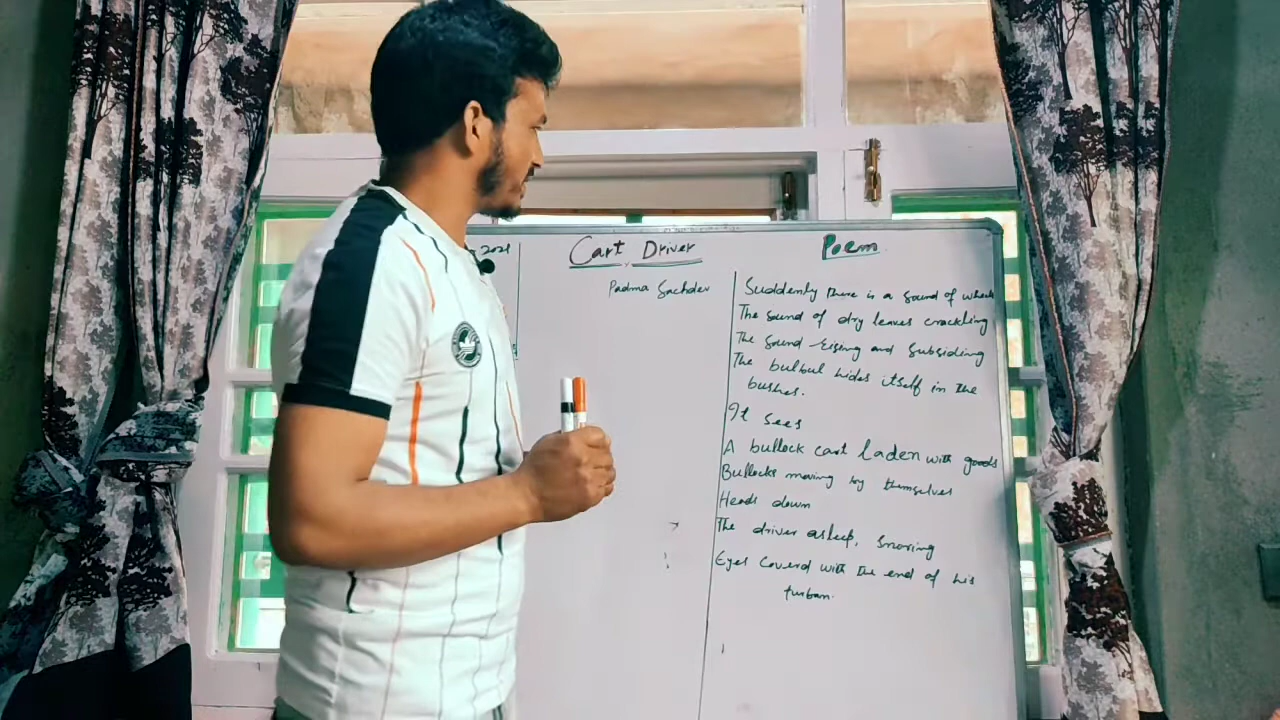 2021
Cart Driver
Poem
Padma Sachdev
Suddenly there is a sound of wheels
The sound of dry leaves crackling
The sound rising and subsiding
The bulbul hides itself in the
bushes.
It sees
A bullock cart laden with goods
Bullocks moving by themselves
Heads down
The driver asleep, snoring
Eyes coverd with the end of his
turban.